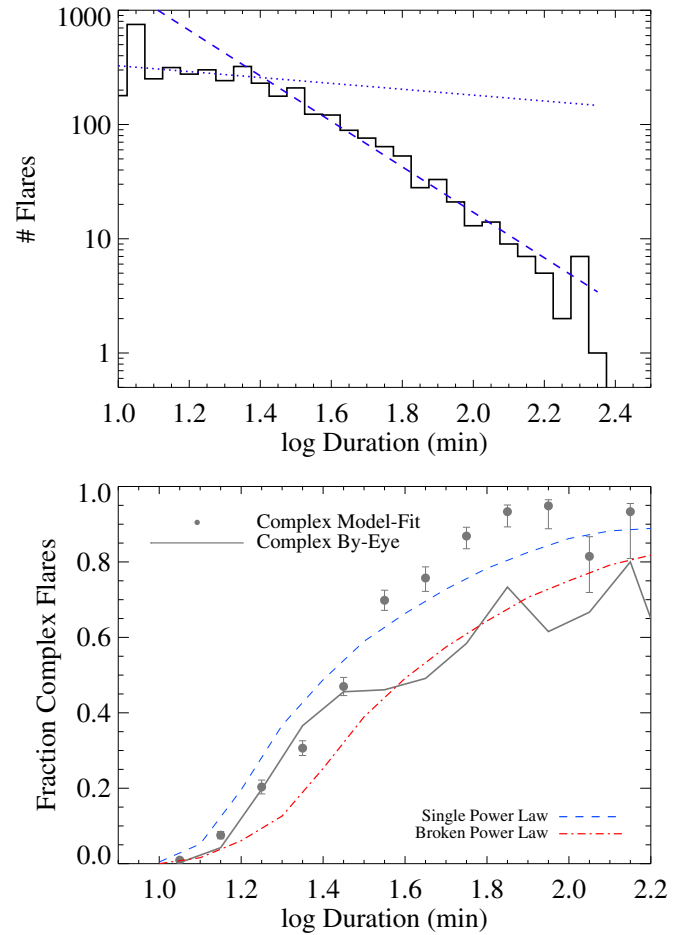 1000
100
10
1
# Flares
1.0 1.2 1.4 1.6 1.8 2.0 2.2 2.4
log Duration (min)
1.0
0.8
0.6
0.4
0.2
0.0
Fraction Complex Flares
Complex Model-Fit
Complex By-Eye
Single Power Law
Broken Power Law
1.0 1.2 1.4 1.6 1.8 2.0 2.2
log Duration (min)